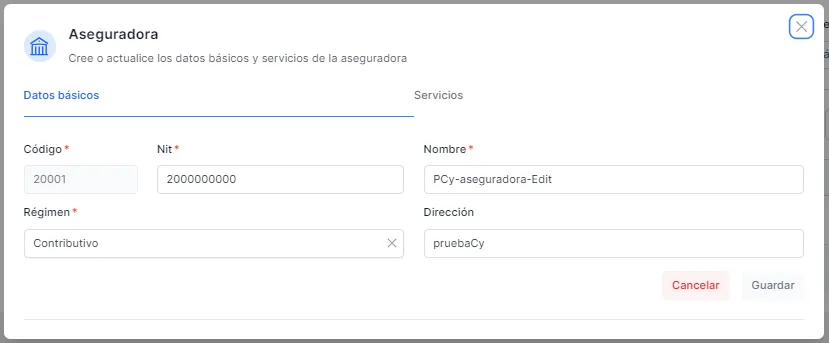 Aseguradora
Cree o actualice los datos básicos y servicios de la aseguradora
Datos básicos Servicios
Código * Nit * Nombre *
20001 2000000000 PCy-aseguradora-Edit
Régimen * Dirección
Contributivo pruebaCy
Cancelar Guardar